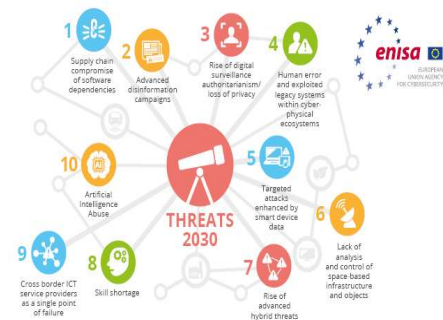 1
Supply chain
compromise
of software
dependencies
2
Advanced
disinformation
campaigns
3
Rise of digital
surveillance
authoritarianism/
loss of privacy
4
Human error
and exploited
legacy systems
within cyber-
physical
ecosystems
enisa
EUROPEAN
UNION AGENCY
FOR CYBERSECURITY
10
Artificial
Intelligence
Abuse
THREATS
2030
5
Targeted
attacks
enhanced by
smart device
data
6
Lack of
analysis
and control of
space-based
infrastructure
and objects
9
Cross border ICT
service providers
as a single point
of failure
8
Skill shortage
7
Rise of
advanced
hybrid threats